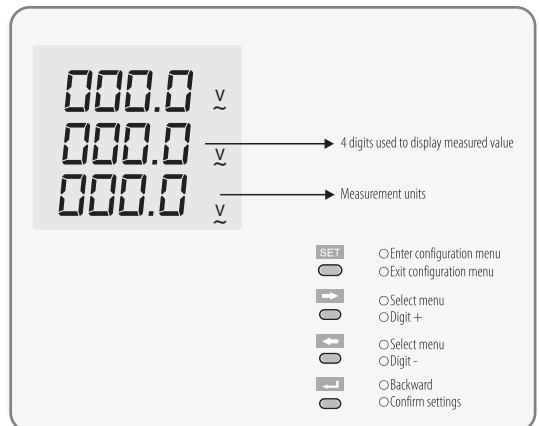 000.0 V~
000.0 V~
4 digits used to display measured value
000.0 V~
Measurement units
SET
○Enter configuration menu
○Exit configuration menu
○Select menu
○Digit +
○Select menu
○Digit -
○Backward
○Confirm settings